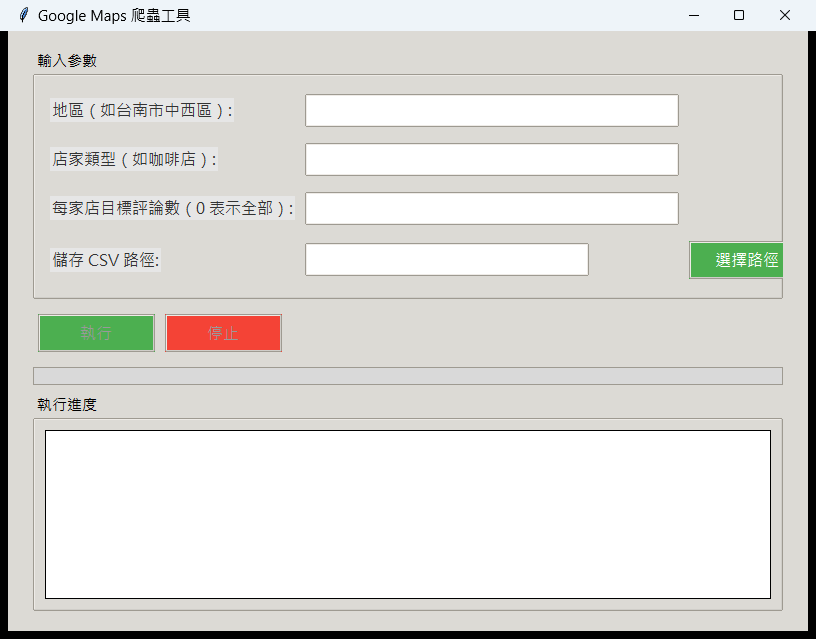 Google Maps 爬蟲工具
輸入參數
地區（如台南市中西區）:
店家類型（如咖啡店）:
每家店目標評論數（0 表示全部）:
儲存 CSV 路徑:
選擇路徑
執行 停止
執行進度